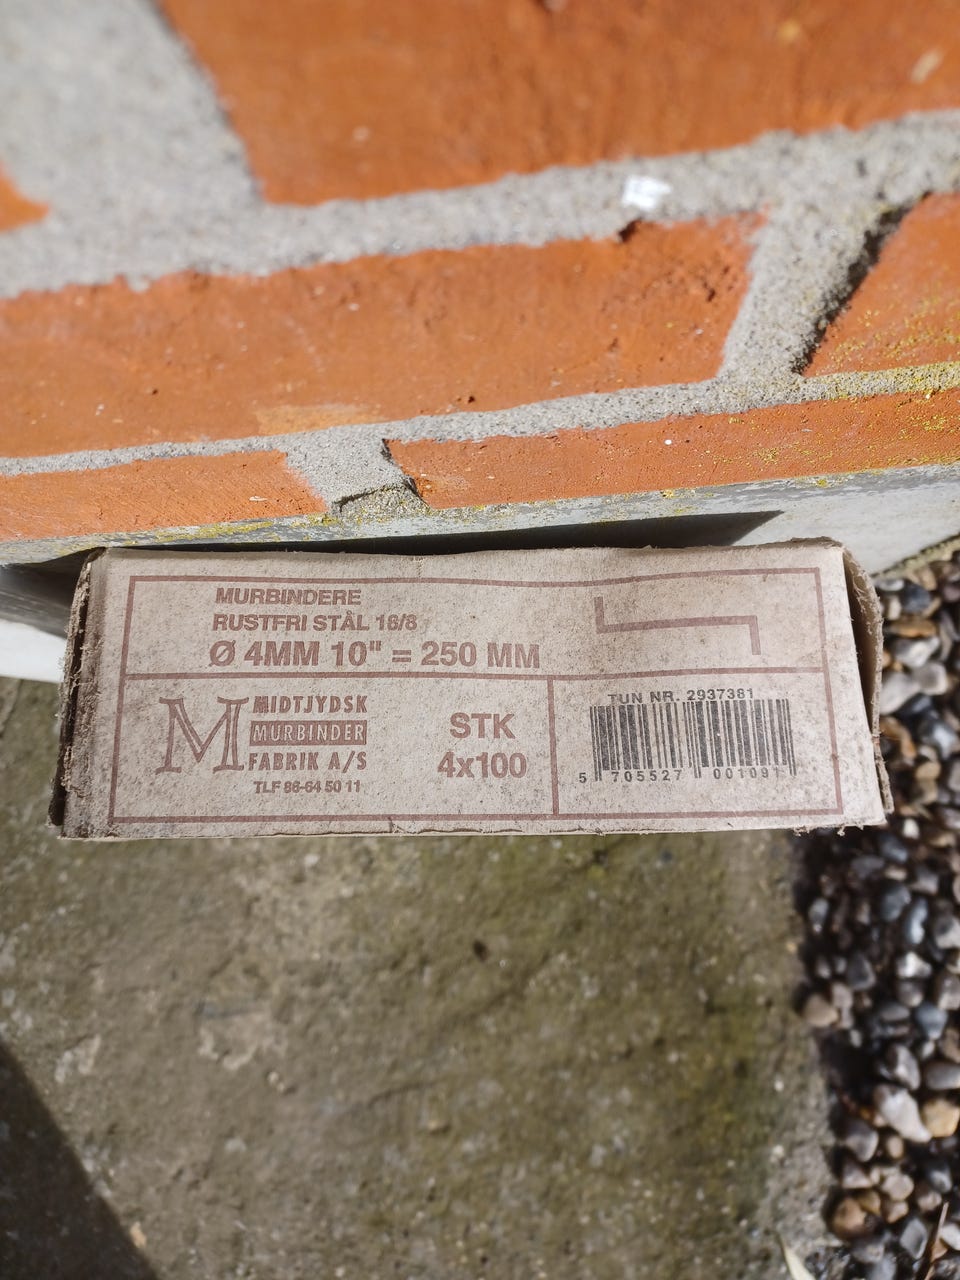 MURBINDERE
RUSTFRI STÅL 18/8
Ø 4MM 10" = 250 MM
M MIDTJYDSK
MURBINDER
FABRIK A/S
TLF 86-64 50 11
STK
4x100
TUN NR. 2937381
5 705527 001091